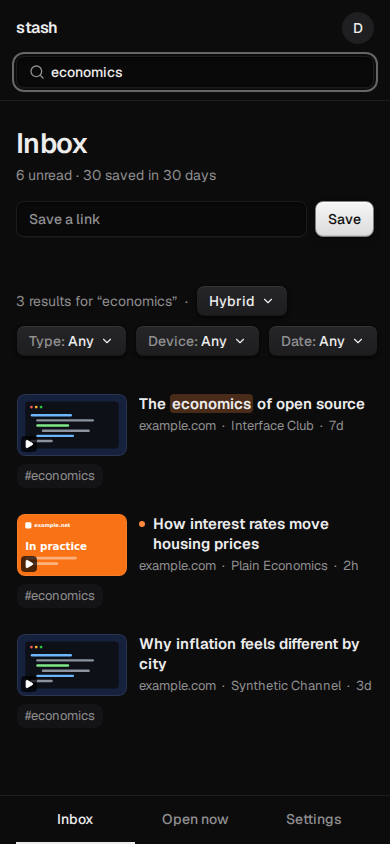 stash
D
economics
Inbox
6 unread · 30 saved in 30 days
Save a link
Save
3 results for “economics” ·
Hybrid
Type: Any
Device: Any
Date: Any
The economics of open source
example.com · Interface Club · 7d
#economics
example.net
In practice
How interest rates move
housing prices
example.com · Plain Economics · 2h
#economics
Why inflation feels different by
city
example.com · Synthetic Channel · 3d
#economics
Inbox
Open now
Settings